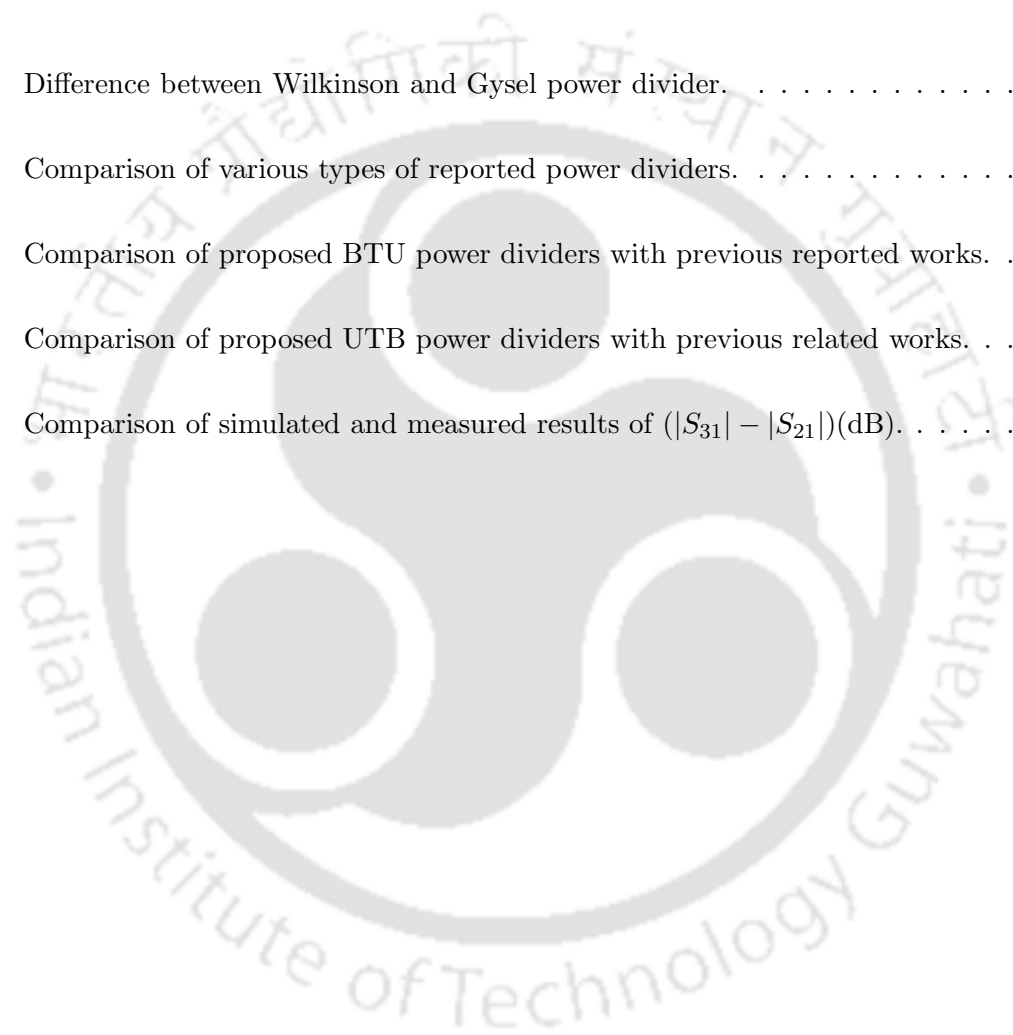 Difference between Wilkinson and Gysel power divider. . . . . . . . . . . . .
Comparison of various types of reported power dividers. . . . . . . . . . . . .
Comparison of proposed BTU power dividers with previous reported works. .
Comparison of proposed UTB power dividers with previous related works. . .
Comparison of simulated and measured results of (|S₃₁| − |S₂₁|)(dB). . . . . .
भारतीय प्रौद्योगिकी संस्थान गुवाहाटी
• Indian Institute of Technology Guwahati •